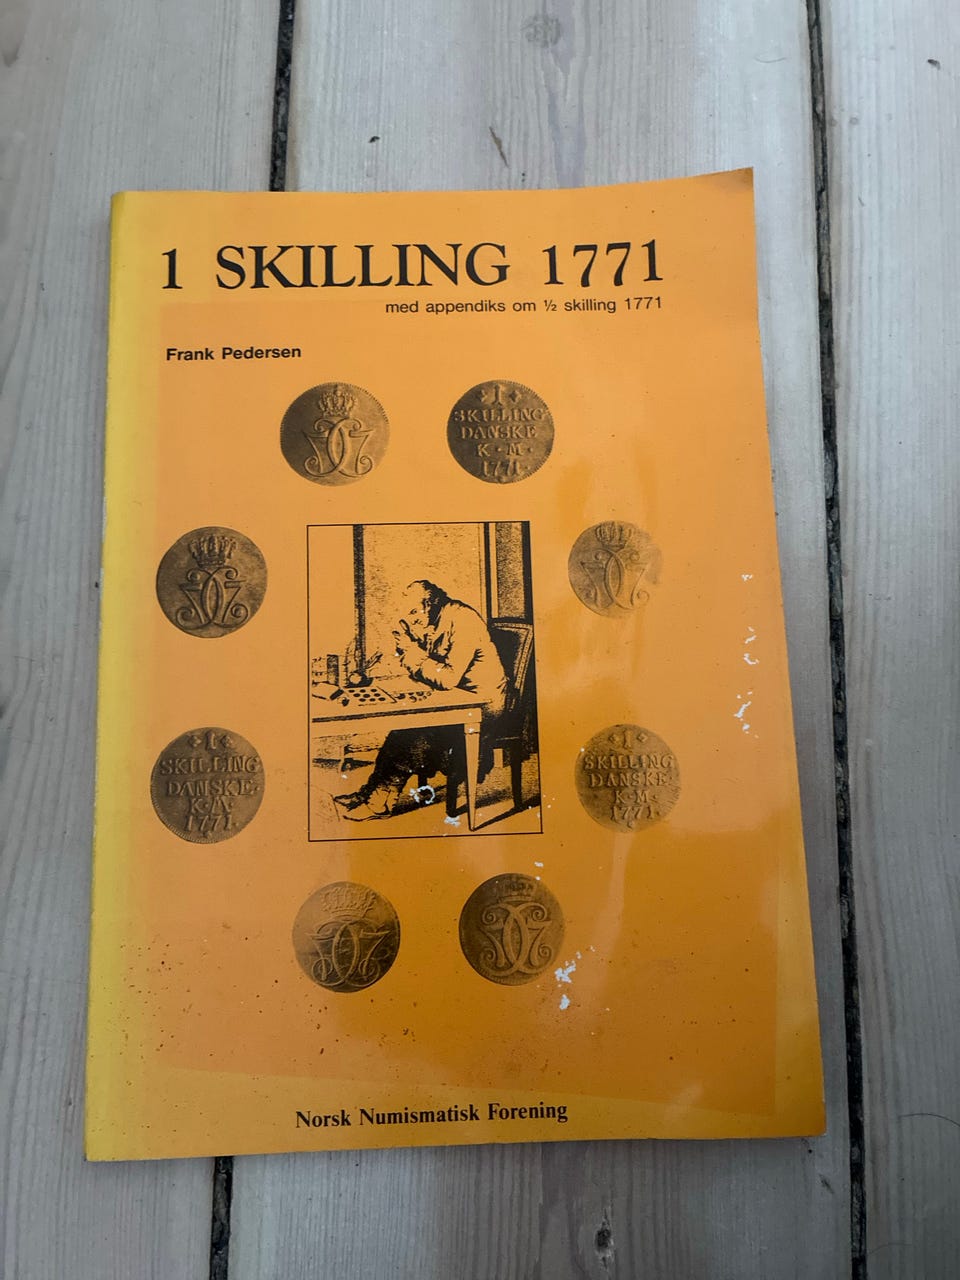 1 SKILLING 1771
med appendiks om ½ skilling 1771
Frank Pedersen
1
SKILLING
DANSKE
K·M·
1771
1
SKILLING
DANSKE
K·M·
1771
1
SKILLING
DANSKE
K·M·
1771
Norsk Numismatisk Forening